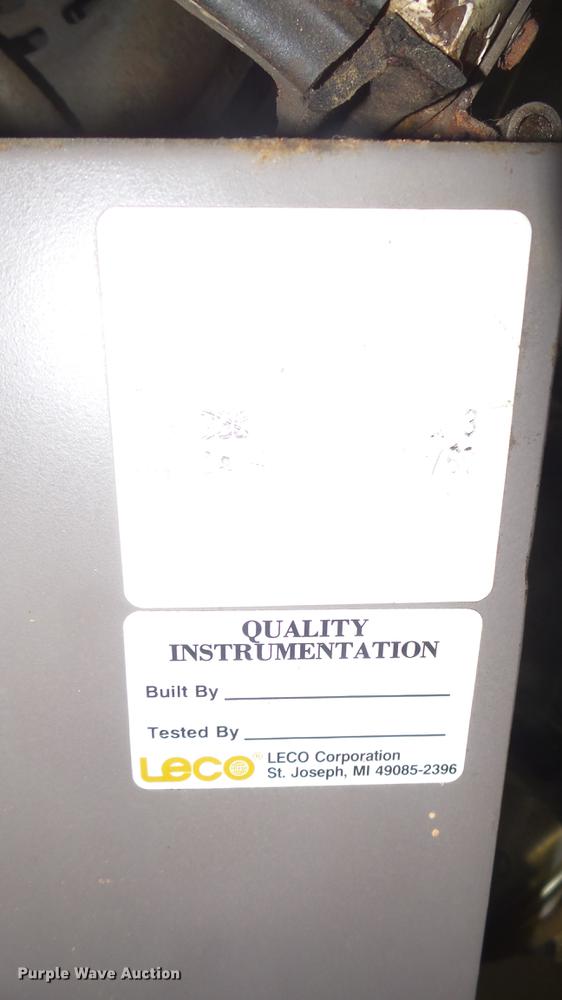 QUALITY
INSTRUMENTATION
Built By
Tested By
LECO® LECO Corporation
St. Joseph, MI 49085-2396
Purple Wave Auction